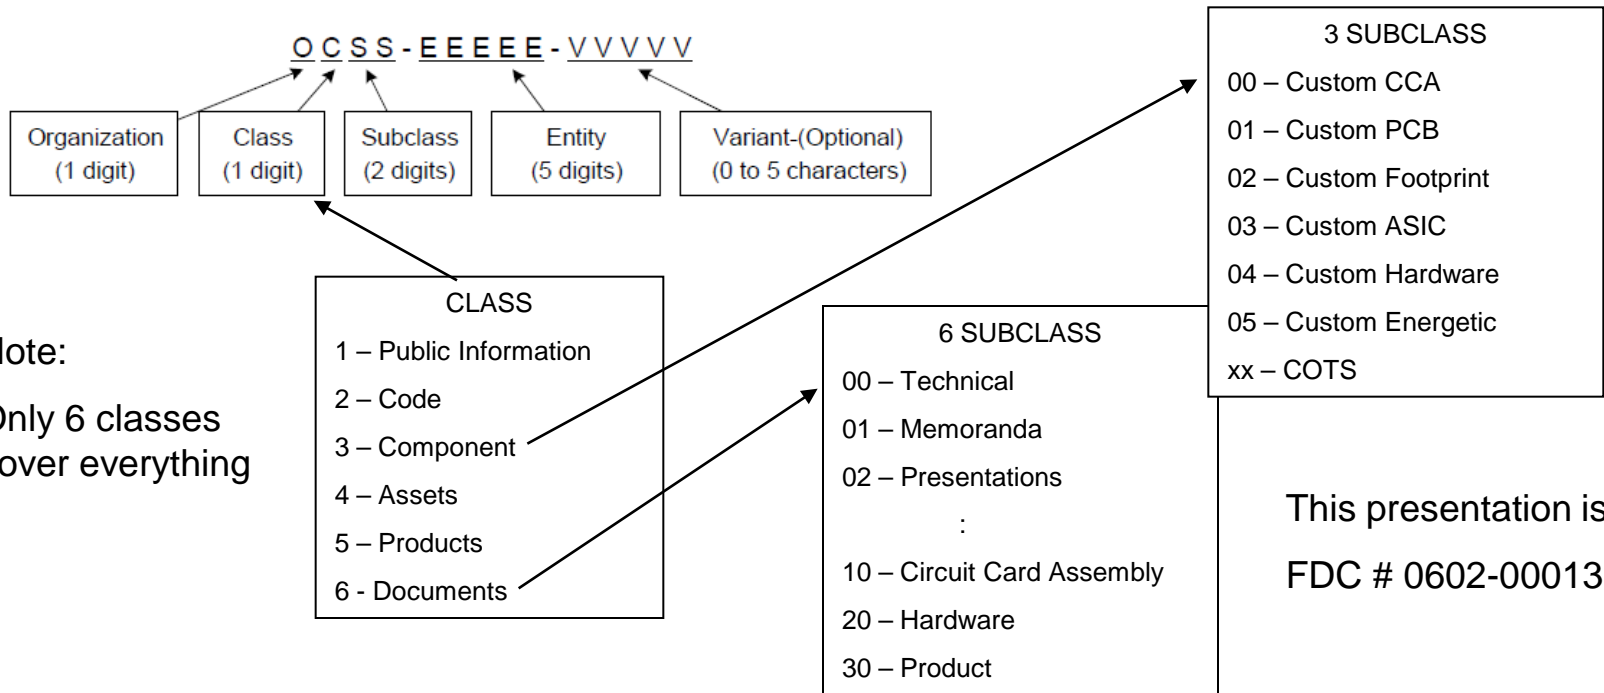 O C S S - E E E E E - V V V V V
Organization
(1 digit)
Class
(1 digit)
Subclass
(2 digits)
Entity
(5 digits)
Variant-(Optional)
(0 to 5 characters)
CLASS
1 – Public Information
2 – Code
3 – Component
4 – Assets
5 – Products
6 - Documents
ote:
Only 6 classes
over everything
6 SUBCLASS
00 – Technical
01 – Memoranda
02 – Presentations
:
10 – Circuit Card Assembly
20 – Hardware
30 – Product
3 SUBCLASS
00 – Custom CCA
01 – Custom PCB
02 – Custom Footprint
03 – Custom ASIC
04 – Custom Hardware
05 – Custom Energetic
xx – COTS
This presentation is
FDC # 0602-00013